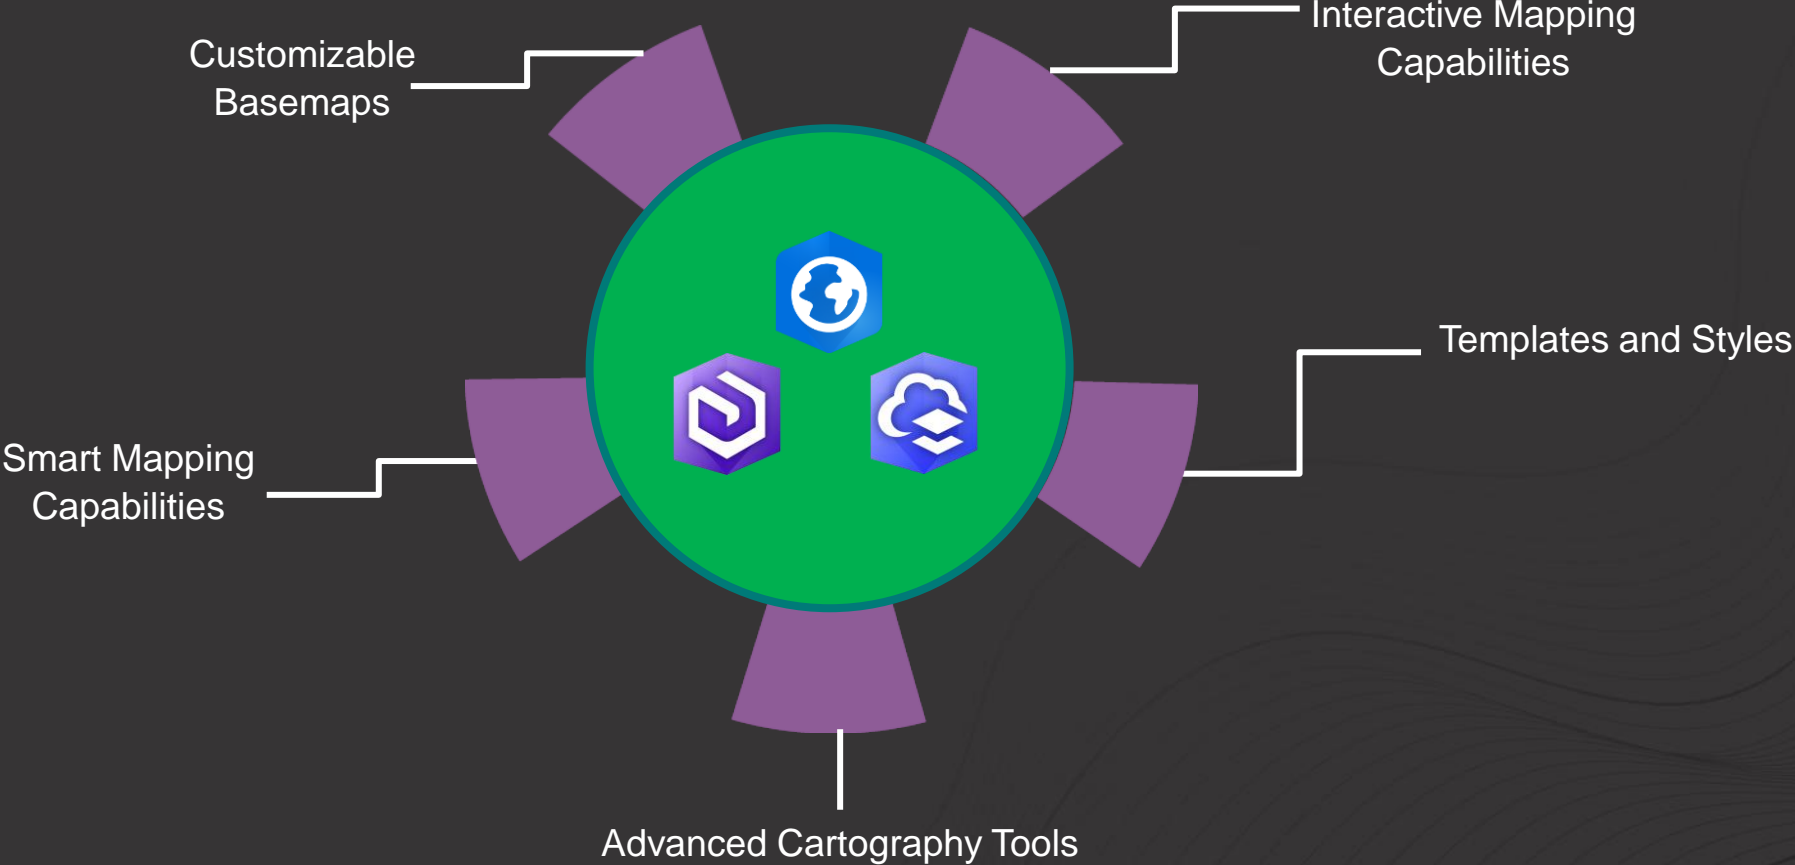 Customizable
Basemaps
Interactive Mapping
Capabilities
Templates and Styles
Smart Mapping
Capabilities
Advanced Cartography Tools